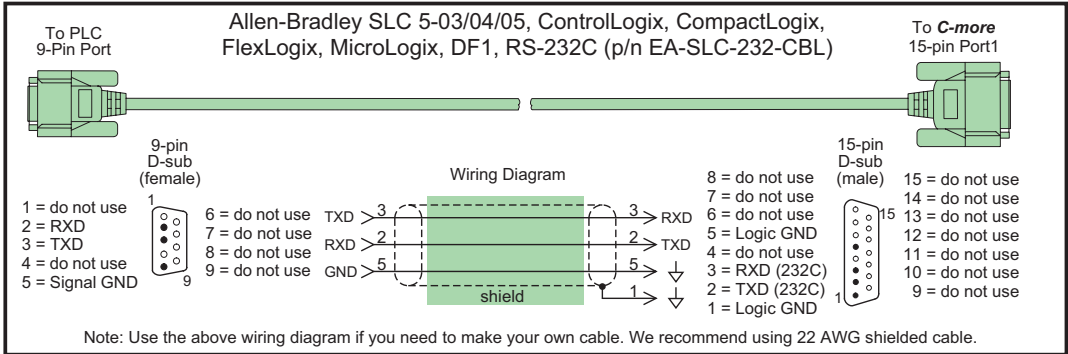 To PLC
9-Pin Port
Allen-Bradley SLC 5-03/04/05, ControlLogix, CompactLogix,
FlexLogix, MicroLogix, DF1, RS-232C (p/n EA-SLC-232-CBL)
To C-more
15-pin Port1
9-pin
D-sub
(female)
1
9
1 = do not use
2 = RXD
3 = TXD
4 = do not use
5 = Signal GND
6 = do not use
7 = do not use
8 = do not use
9 = do not use
Wiring Diagram
TXD 3 3 RXD
RXD 2 2 TXD
GND 5 5
1
shield
8 = do not use
7 = do not use
6 = do not use
5 = Logic GND
4 = do not use
3 = RXD (232C)
2 = TXD (232C)
1 = Logic GND
15-pin
D-sub
(male)
15
1
15 = do not use
14 = do not use
13 = do not use
12 = do not use
11 = do not use
10 = do not use
9 = do not use
Note: Use the above wiring diagram if you need to make your own cable. We recommend using 22 AWG shielded cable.